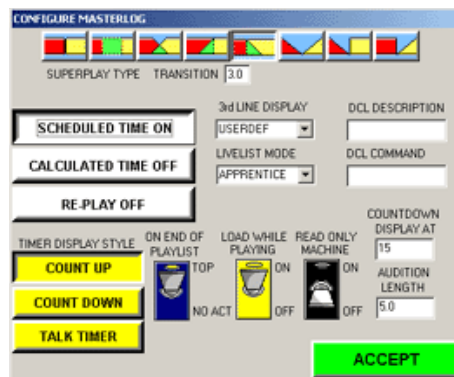 CONFIGURE MASTERLOG
SUPERPLAY TYPE TRANSITION 3.0
3rd LINE DISPLAY DCL DESCRIPTION
SCHEDULED TIME ON USERDEF
LIVELIST MODE DCL COMMAND
CALCULATED TIME OFF APPRENTICE
RE-PLAY OFF
COUNTDOWN
DISPLAY AT
15
TIMER DISPLAY STYLE
ON END OF
PLAYLIST
LOAD WHILE
PLAYING
READ ONLY
MACHINE
COUNT UP TOP ON ON
AUDITION
LENGTH
5.0
COUNT DOWN NO ACT OFF OFF
TALK TIMER
ACCEPT